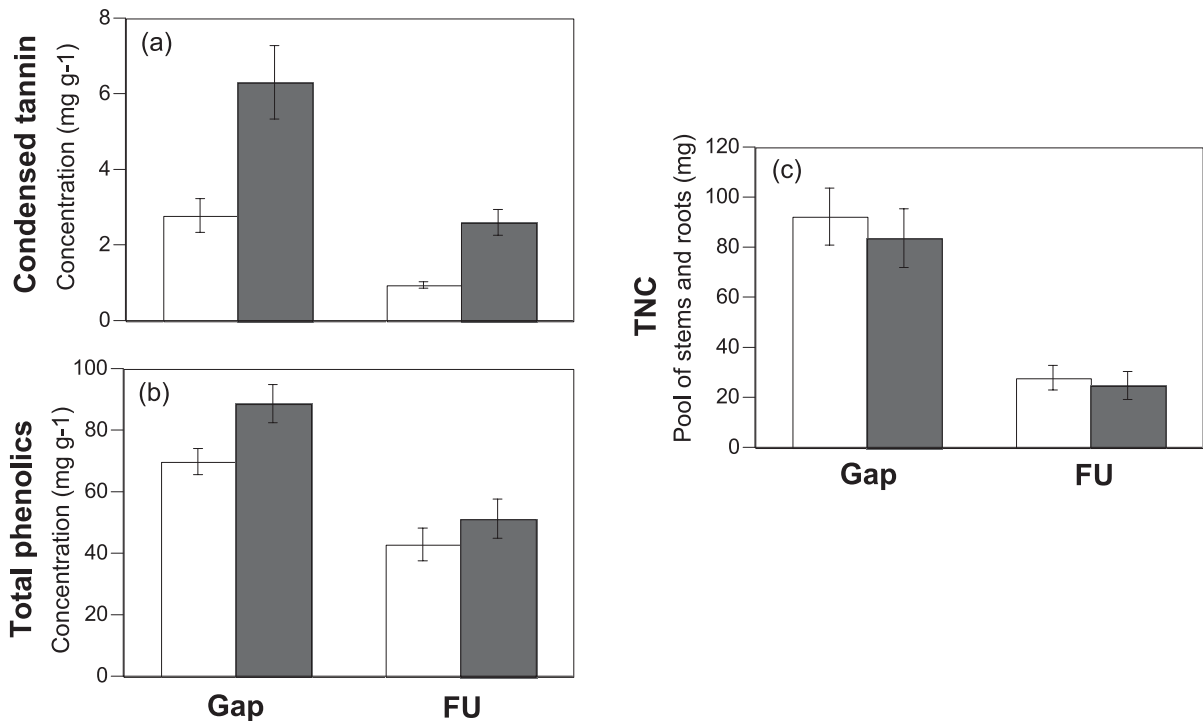 Condensed tannin
Concentration (mg g-1)
(a)
8
6
4
2
0
Total phenolics
Concentration (mg g-1)
(b)
100
80
60
40
20
0
Gap
FU
TNC
Pool of stems and roots (mg)
(c)
120
100
80
60
40
20
0
Gap
FU